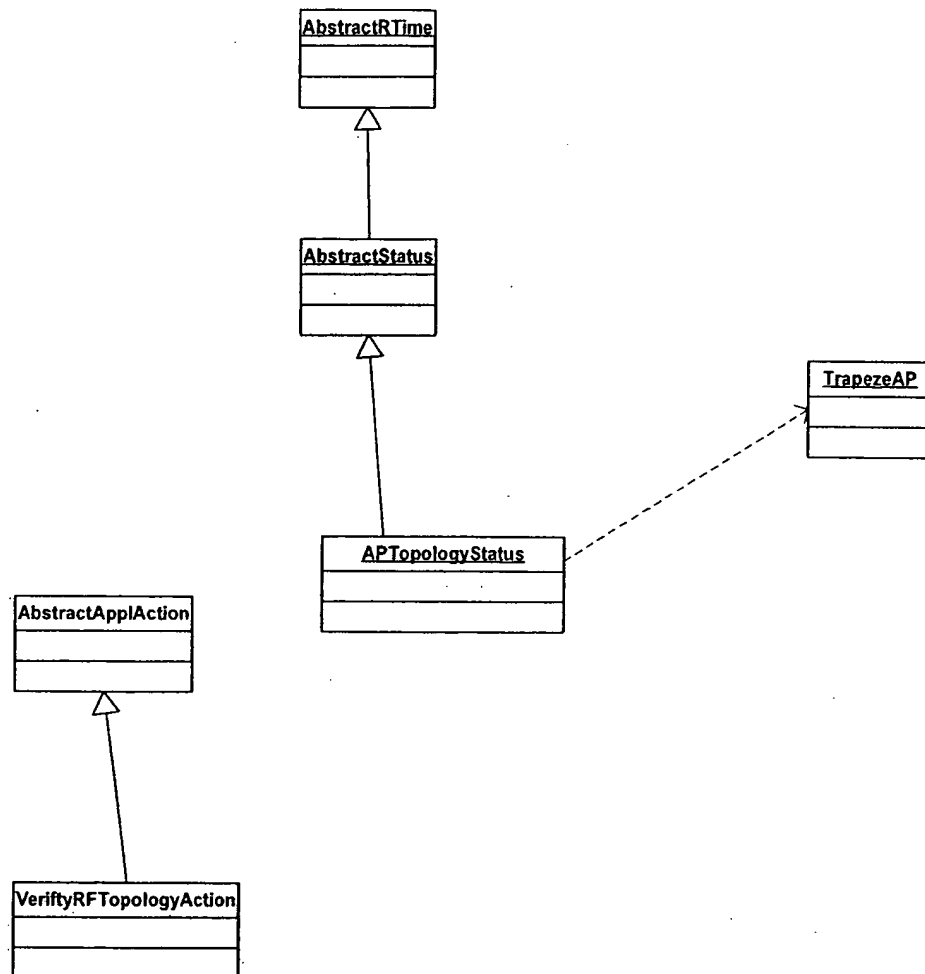 AbstractRTime
AbstractStatus
TrapezeAP
APTopologyStatus
AbstractApplAction
VeriftyRFTopologyAction